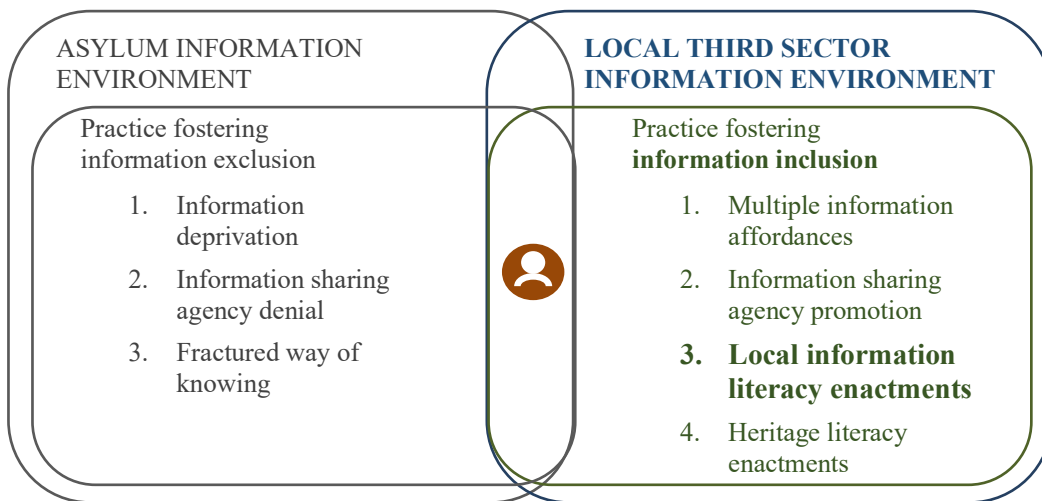 ASYLUM INFORMATION
ENVIRONMENT
Practice fostering
information exclusion
1. Information
deprivation
2. Information sharing
agency denial
3. Fractured way of
knowing
LOCAL THIRD SECTOR
INFORMATION ENVIRONMENT
Practice fostering
information inclusion
1. Multiple information
affordances
2. Information sharing
agency promotion
3. Local information
literacy enactments
4. Heritage literacy
enactments